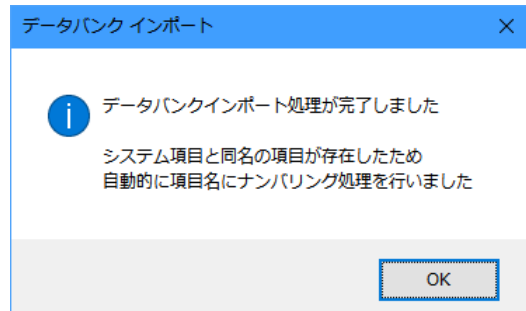 データバンク インポート
データバンクインポート処理が完了しました
システム項目と同名の項目が存在したため
自動的に項目名にナンバリング処理を行いました
OK